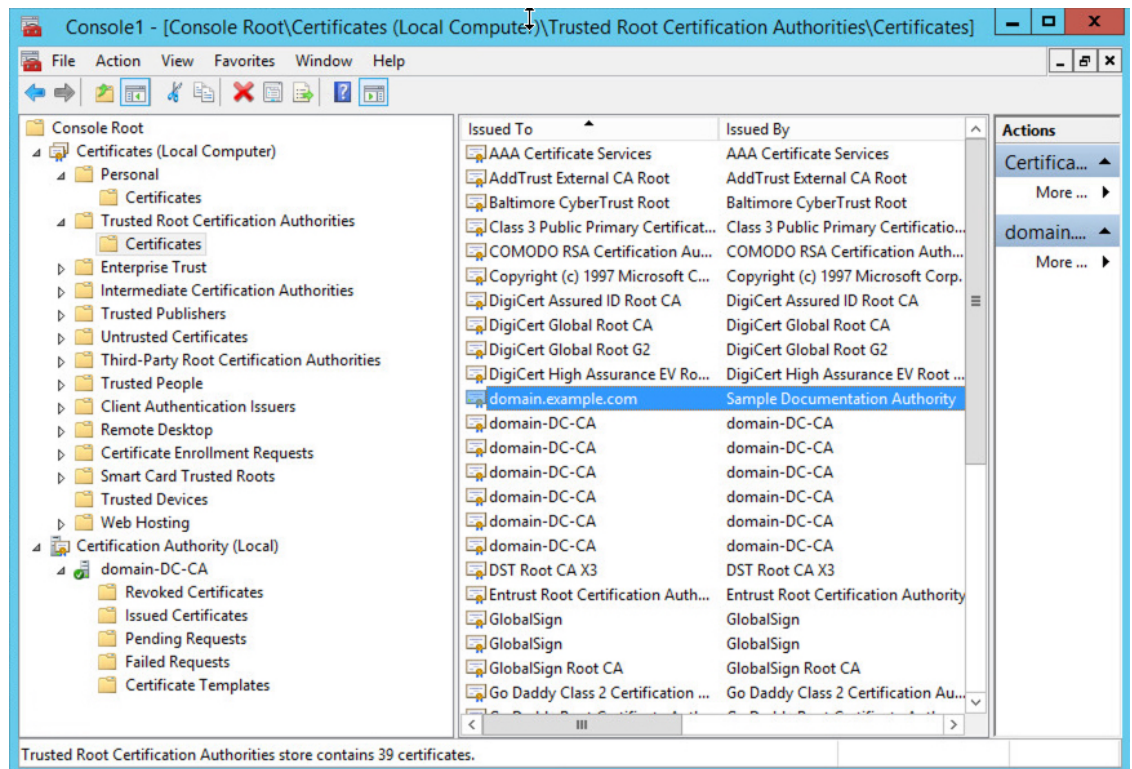 Console1 - [Console Root\Certificates (Local Computer)\Trusted Root Certification Authorities\Certificates]
File Action View Favorites Window Help
Console Root
Certificates (Local Computer)
Personal
Certificates
Trusted Root Certification Authorities
Certificates
Enterprise Trust
Intermediate Certification Authorities
Trusted Publishers
Untrusted Certificates
Third-Party Root Certification Authorities
Trusted People
Client Authentication Issuers
Remote Desktop
Certificate Enrollment Requests
Smart Card Trusted Roots
Trusted Devices
Web Hosting
Certification Authority (Local)
domain-DC-CA
Revoked Certificates
Issued Certificates
Pending Requests
Failed Requests
Certificate Templates
Issued To Issued By
AAA Certificate Services AAA Certificate Services
AddTrust External CA Root AddTrust External CA Root
Baltimore CyberTrust Root Baltimore CyberTrust Root
Class 3 Public Primary Certificat... Class 3 Public Primary Certificatio...
COMODO RSA Certification Au... COMODO RSA Certification Auth...
Copyright (c) 1997 Microsoft C... Copyright (c) 1997 Microsoft Corp.
DigiCert Assured ID Root CA DigiCert Assured ID Root CA
DigiCert Global Root CA DigiCert Global Root CA
DigiCert Global Root G2 DigiCert Global Root G2
DigiCert High Assurance EV Ro... DigiCert High Assurance EV Root ...
domain.example.com Sample Documentation Authority
domain-DC-CA domain-DC-CA
domain-DC-CA domain-DC-CA
domain-DC-CA domain-DC-CA
domain-DC-CA domain-DC-CA
domain-DC-CA domain-DC-CA
domain-DC-CA domain-DC-CA
DST Root CA X3 DST Root CA X3
Entrust Root Certification Auth... Entrust Root Certification Authority
GlobalSign GlobalSign
GlobalSign GlobalSign
GlobalSign Root CA GlobalSign Root CA
Go Daddy Class 2 Certification ... Go Daddy Class 2 Certification Au...
Actions
Certifica...
More ...
domain....
More ...
Trusted Root Certification Authorities store contains 39 certificates.